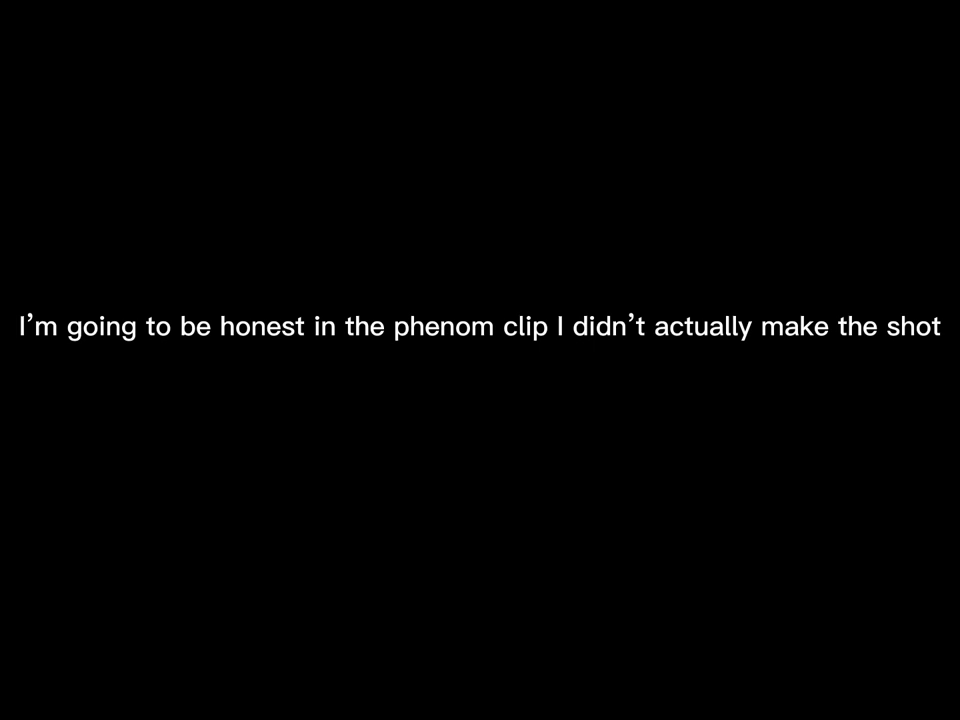 I’m going to be honest in the phenom clip I didn’t actually make the shot